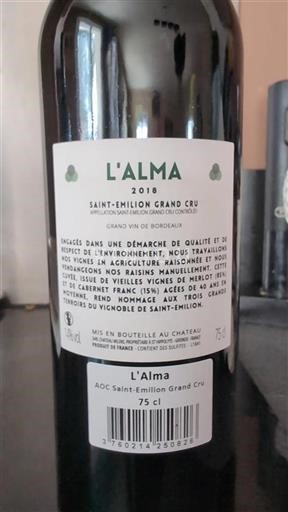 L'ALMA
2018
SAINT-EMILION GRAND CRU
APPELLATION SAINT-EMILION GRAND CRU CONTRÔLÉE
GRAND VIN DE BORDEAUX
ENGAGÉS DANS UNE DÉMARCHE DE QUALITÉ ET DE
RESPECT DE L'ENVIRONNEMENT, NOUS TRAVAILLONS
NOS VIGNES EN AGRICULTURE RAISONNÉE ET NOUS
VENDANGEONS NOS RAISINS MANUELLEMENT. CETTE
CUVÉE, ISSUE DE VIEILLES VIGNES DE MERLOT (85%)
ET DE CABERNET FRANC (15%) AGÉES DE 40 ANS EN
MOYENNE, REND HOMMAGE AUX TROIS GRANDS
TERROIRS DU VIGNOBLE DE SAINT-EMILION.
MIS EN BOUTEILLE AU CHATEAU
PRODUIT DE FRANCE - CONTIENT DES SULFITES -
%vol
75 cl
L'Alma
AOC Saint-Emilion Grand Cru
75 cl
3 760214 250826